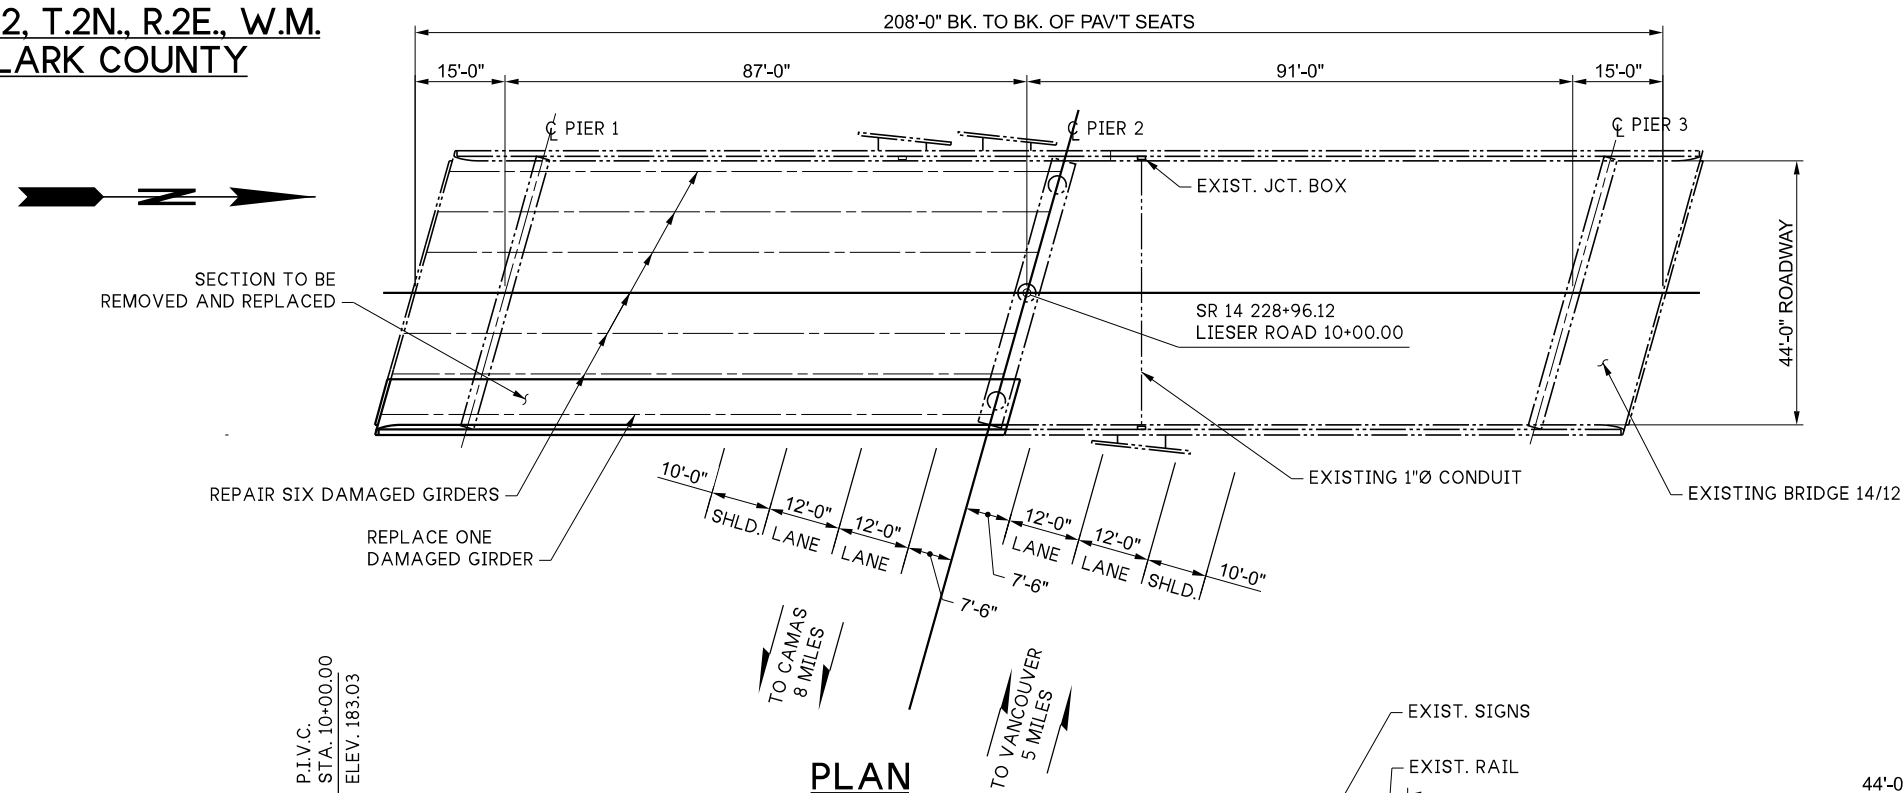 2, T.2N., R.2E., W.M.
LARK COUNTY
208'-0" BK. TO BK. OF PAV'T SEATS
15'-0"
87'-0"
91'-0"
15'-0"
℄ PIER 1
℄ PIER 2
℄ PIER 3
N
EXIST. JCT. BOX
44'-0" ROADWAY
SECTION TO BE
REMOVED AND REPLACED
SR 14 228+96.12
LIESER ROAD 10+00.00
REPAIR SIX DAMAGED GIRDERS
REPLACE ONE
DAMAGED GIRDER
EXISTING 1"Ø CONDUIT
EXISTING BRIDGE 14/12
10'-0"
SHLD.
12'-0"
LANE
12'-0"
LANE
7'-6"
7'-6"
12'-0"
LANE
12'-0"
LANE
10'-0"
SHLD.
TO CAMAS
8 MILES
TO VANCOUVER
5 MILES
P.I.V.C.
STA. 10+00.00
ELEV. 183.03
PLAN
EXIST. SIGNS
EXIST. RAIL
44'-0